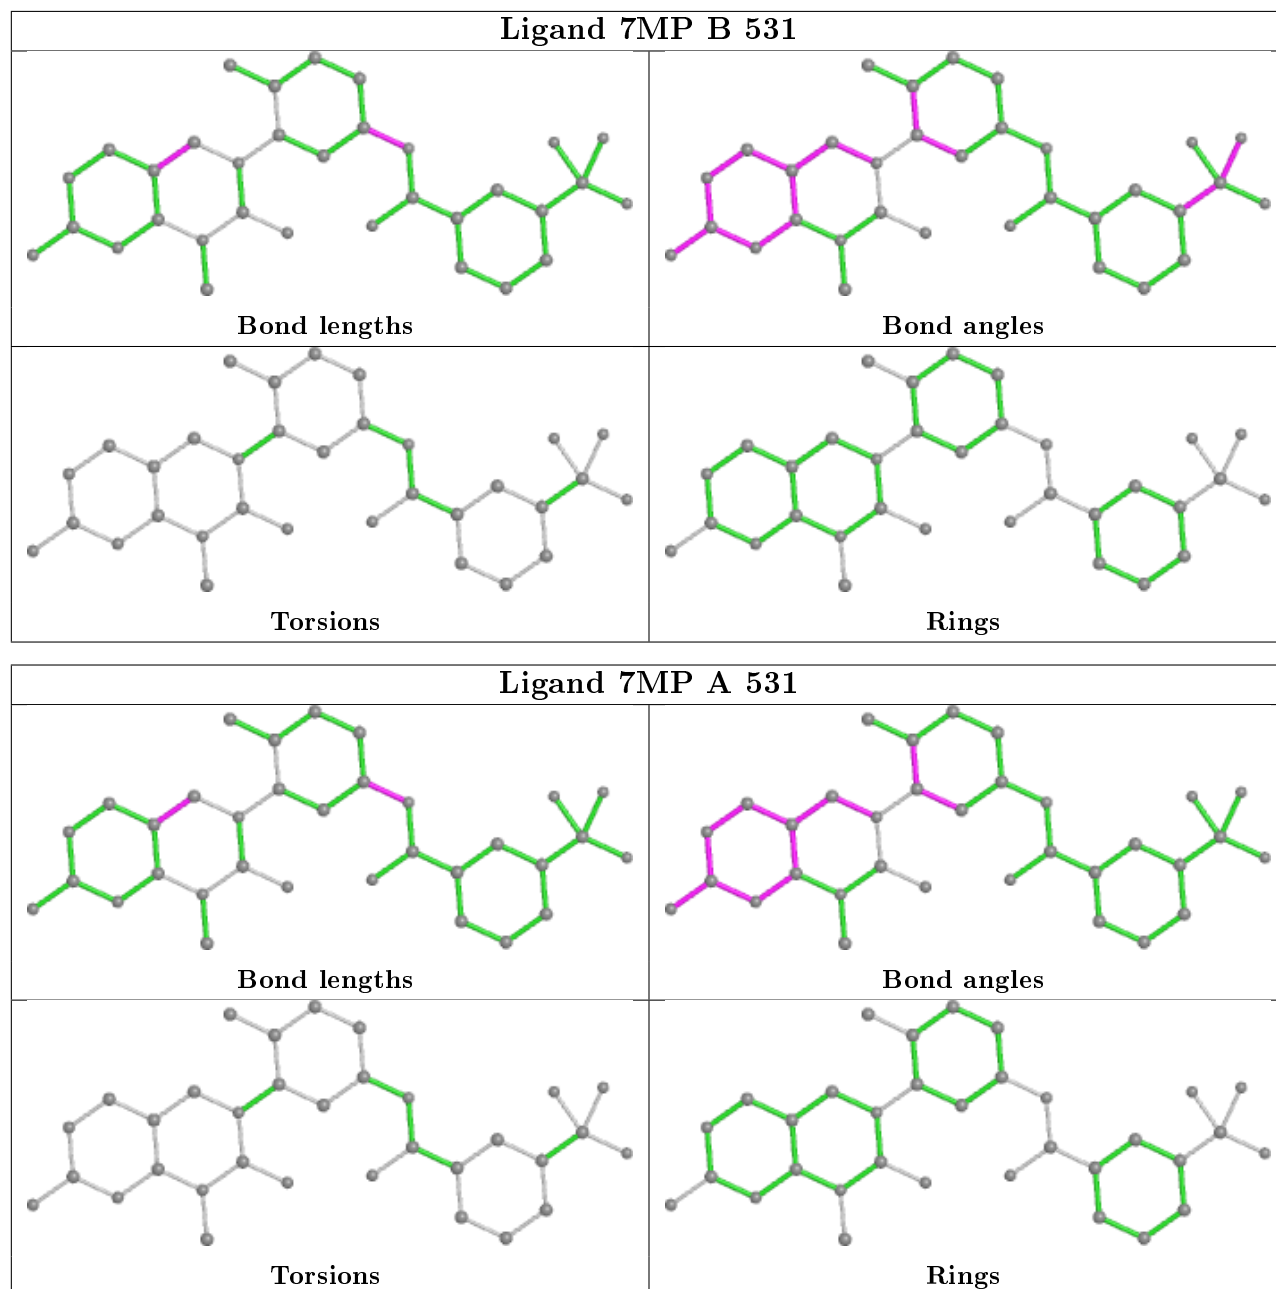 Ligand 7MP B 531
Bond lengths
Bond angles
Torsions
Rings
Ligand 7MP A 531
Bond lengths
Bond angles
Torsions
Rings